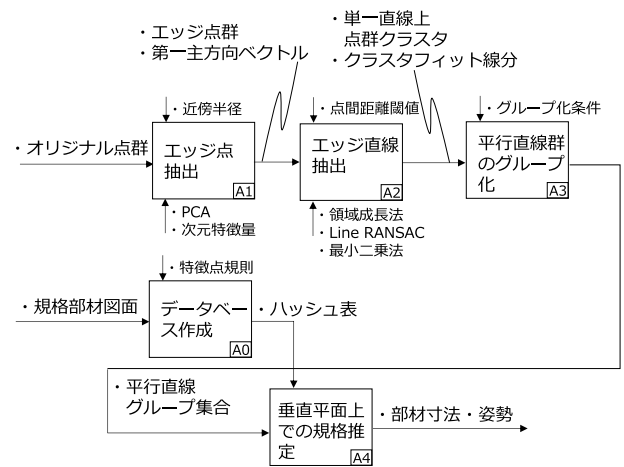 ・エッジ点群
・第一主方向ベクトル
・単一直線上
点群クラスタ
・クラスタフィット線分
・近傍半径
・点間距離閾値
・グループ化条件
・オリジナル点群
エッジ点
抽出
A1
エッジ直線
抽出
A2
平行直線群
のグループ
化
A3
・PCA
・次元特徴量
・領域成長法
・Line RANSAC
・最小二乗法
・特徴点規則
・規格部材図面
データベー
ス作成
A0
・ハッシュ表
・平行直線
グループ集合
垂直平面上
での規格推
定
A4
・部材寸法・姿勢